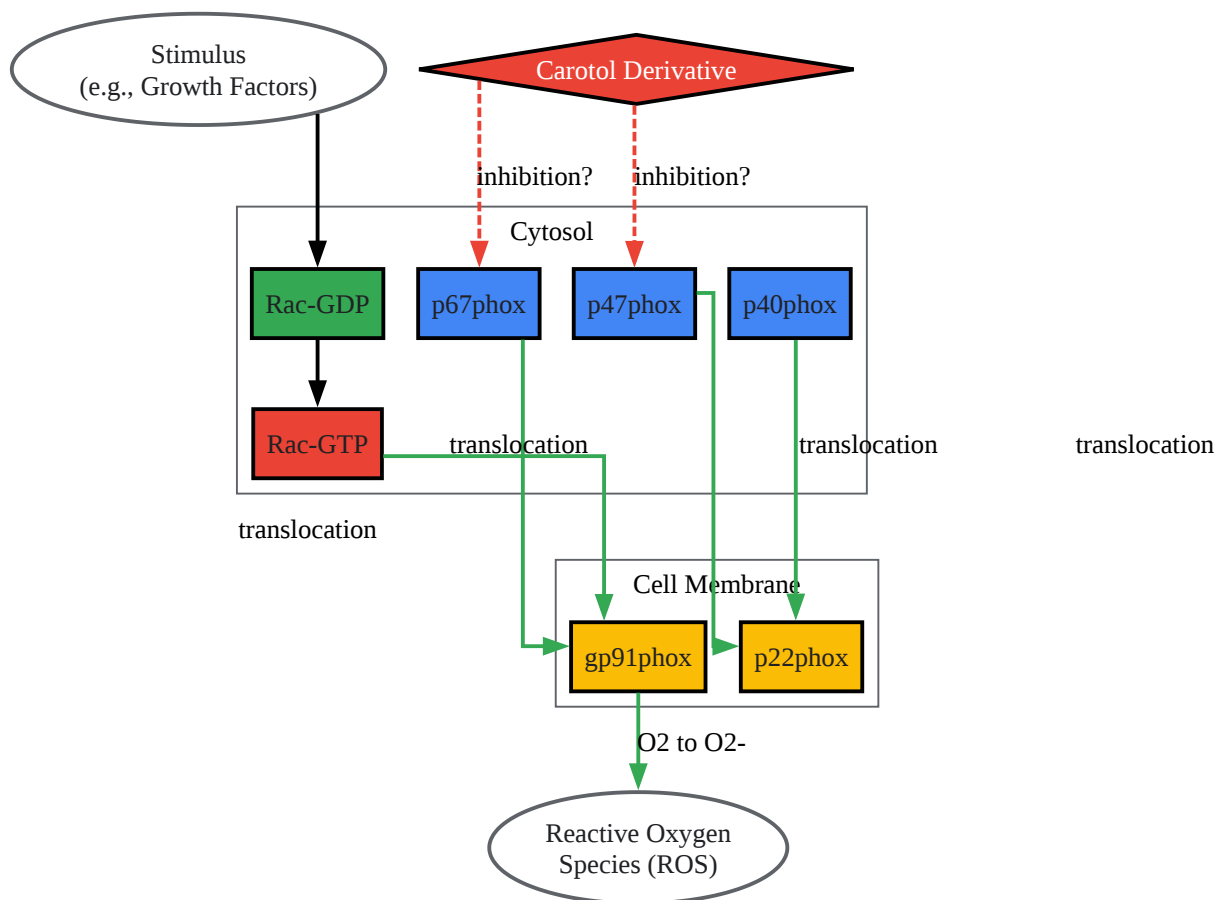 Stimulus
(e.g., Growth Factors)
Carotol Derivative
inhibition?
inhibition?
Cytosol
Rac-GDP
p67phox
p47phox
p40phox
Rac-GTP
translocation
translocation
translocation
translocation
Cell Membrane
gp91phox
p22phox
O2 to O2-
Reactive Oxygen
Species (ROS)